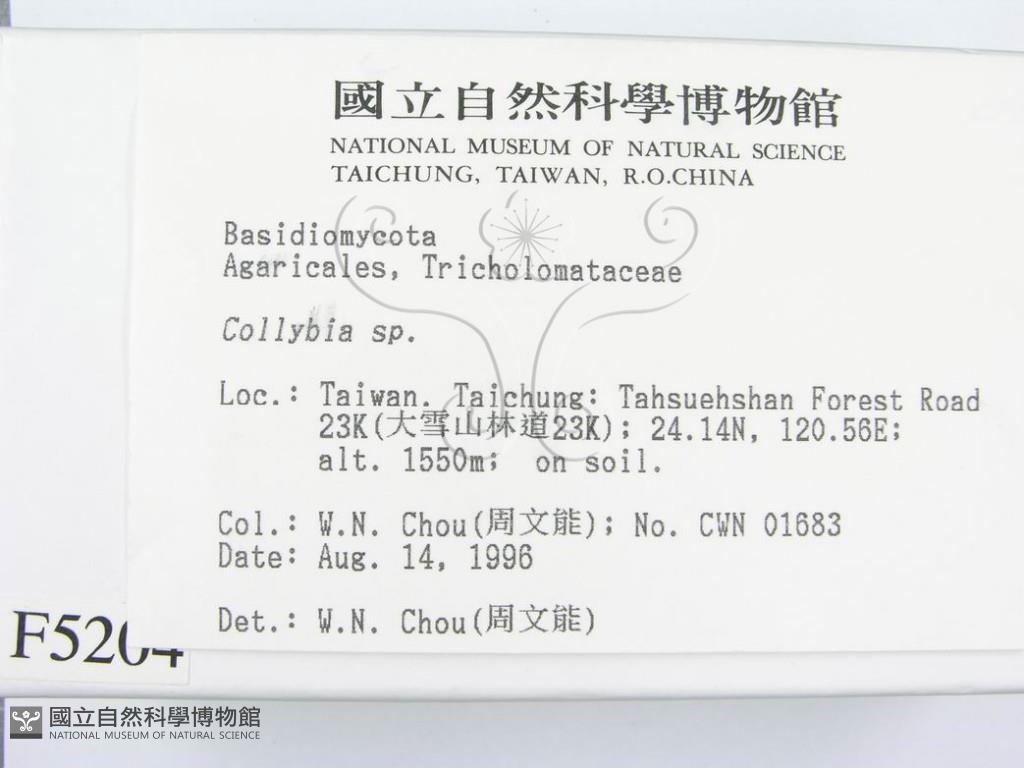 國立自然科學博物館
NATIONAL MUSEUM OF NATURAL SCIENCE
TAICHUNG, TAIWAN, R.O.CHINA
Basidiomycota
Agaricales, Tricholomataceae
Collybia sp.
Loc.: Taiwan. Taichung: Tahsuehshan Forest Road
23K(大雪山林道23K); 24.14N, 120.56E;
alt. 1550m; on soil.
Col.: W.N. Chou(周文能); No. CWN 01683
Date: Aug. 14, 1996
Det.: W.N. Chou(周文能)
F5204
國立自然科學博物館
NATIONAL MUSEUM OF NATURAL SCIENCE